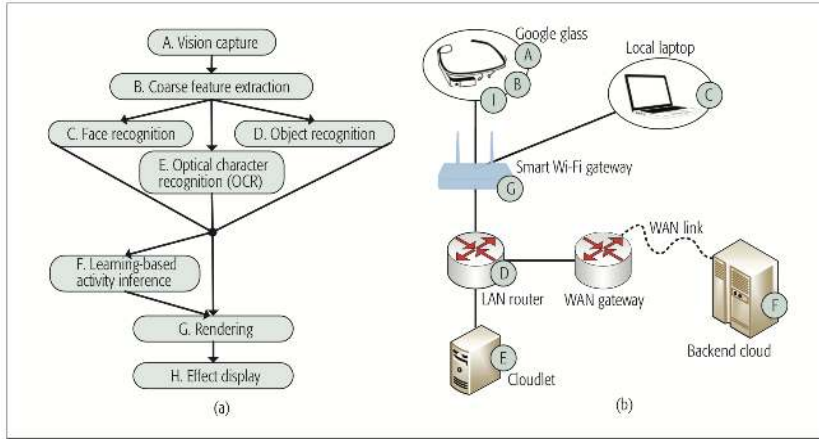 A. Vision capture
B. Coarse feature extraction
C. Face recognition
D. Object recognition
E. Optical character
recognition (OCR)
F. Learning-based
activity inference
G. Rendering
H. Effect display
(a)
Google glass
A
B
I
Local laptop
C
Smart Wi-Fi gateway
G
WAN link
D
LAN router
WAN gateway
F
Backend cloud
E
Cloudlet
(b)